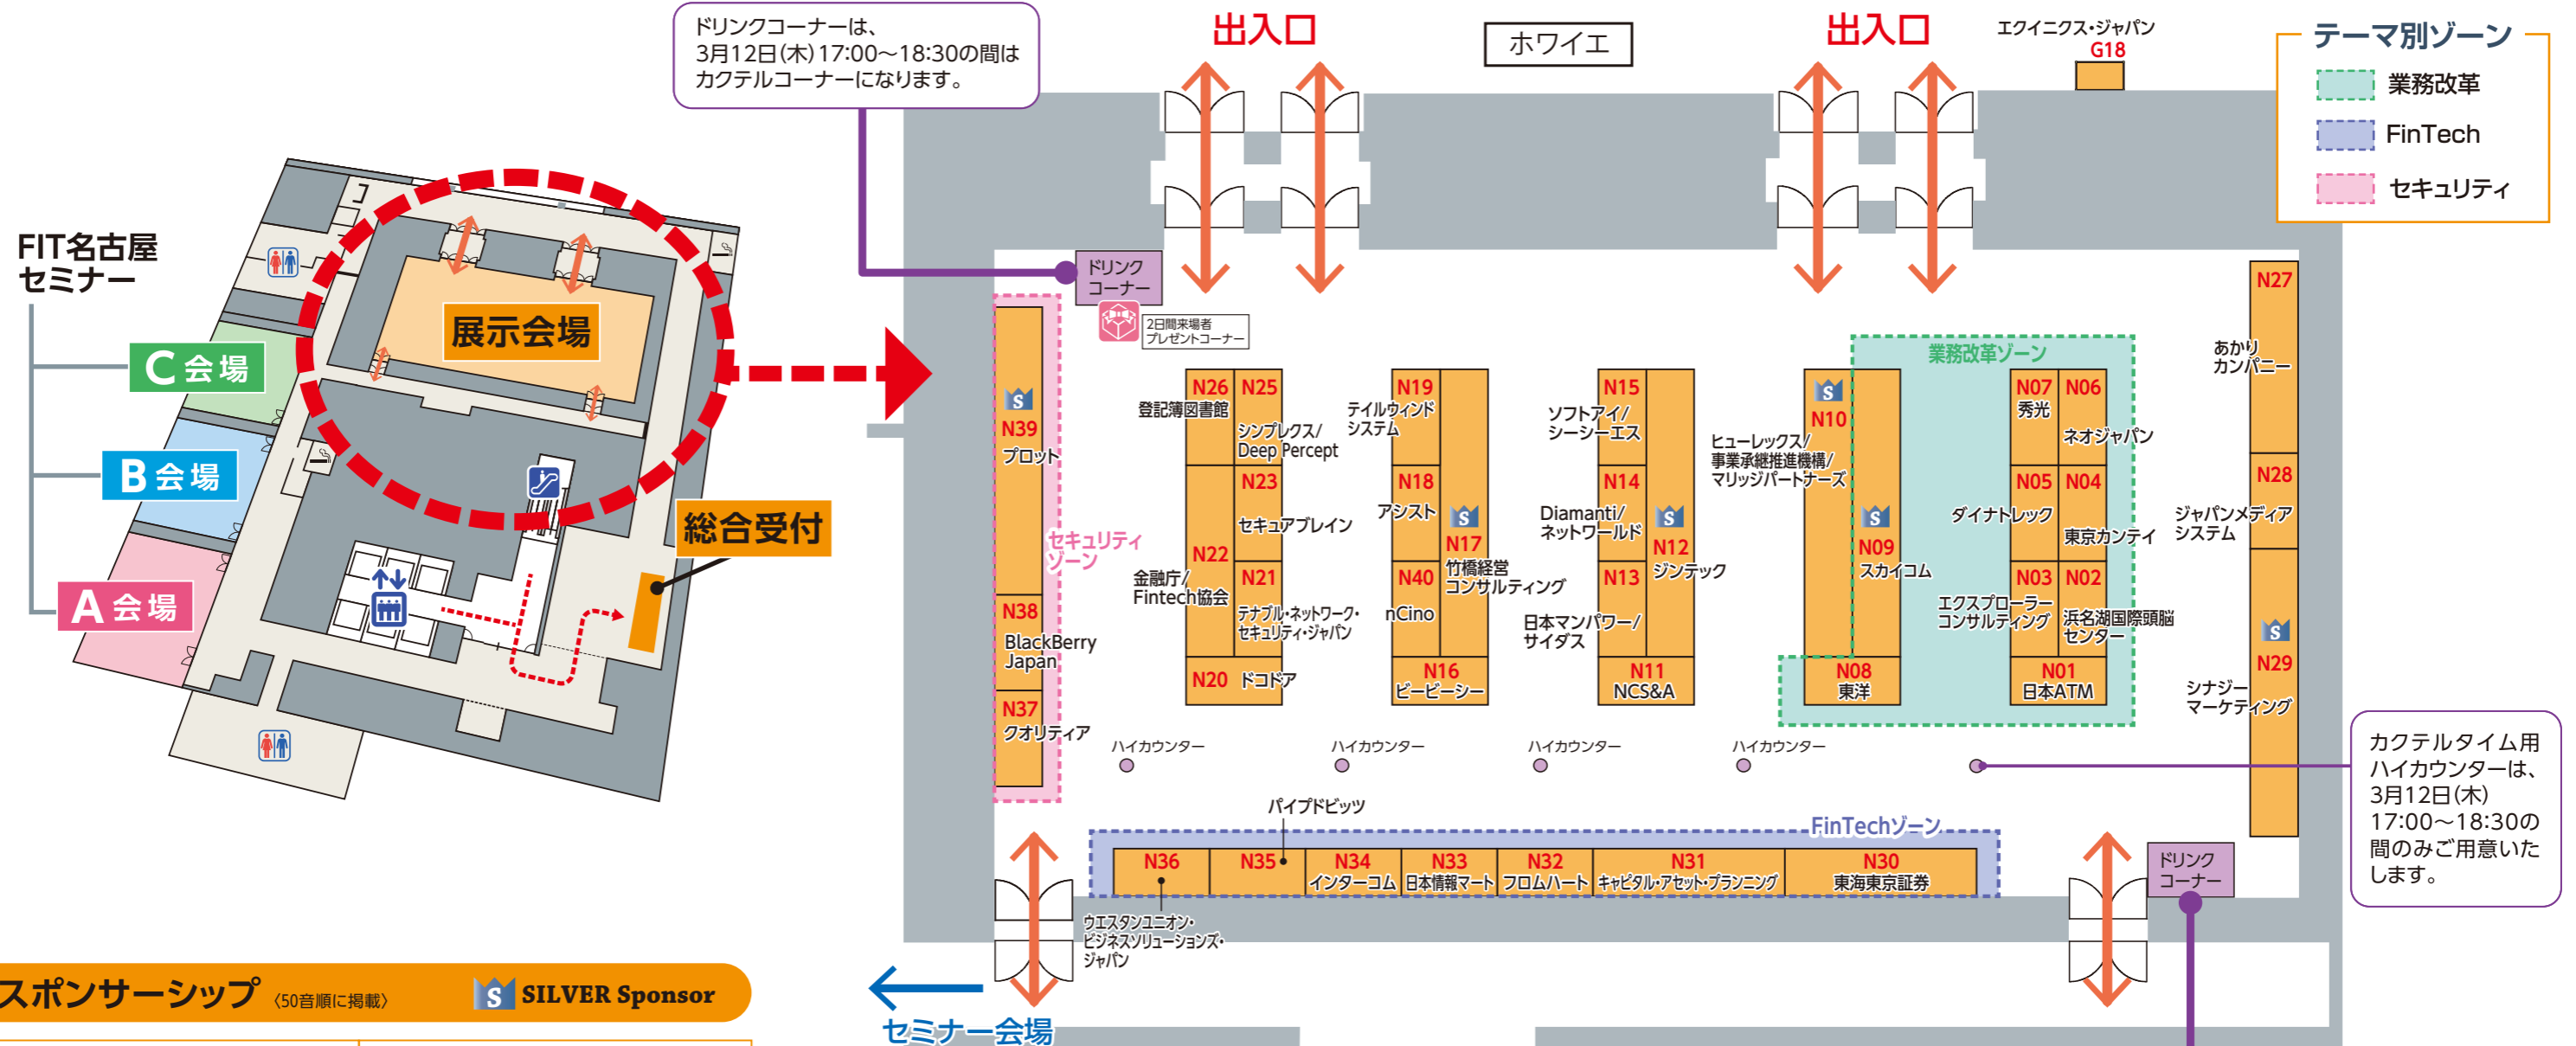 ドリンクコーナーは、
3月12日(木)17:00～18:30の間は
カクテルコーナーになります。
出入口
ホワイエ
出入口
エクイニクス・ジャパン
G18
テーマ別ゾーン
業務改革
FinTech
セキュリティ
FIT名古屋
セミナー
C会場
B会場
A会場
展示会場
総合受付
ドリンク
コーナー
2日間来場者
プレゼントコーナー
S
N39
プロット
セキュリティ
ゾーン
N38
BlackBerry
Japan
N37
クオリティア
N26
登記簿図書館
N25
シンプレクス/
Deep Percept
N23
セキュアブレイン
N22
金融庁/
Fintech協会
N21
テナブル・ネットワーク・
セキュリティ・ジャパン
N20 ドコドア
N19
テイルウィンド
システム
N18
アシスト
S
N17
竹橋経営
コンサルティング
N40
nCino
N16
ビービーシー
N15
ソフトアイ/
シーシーエス
N14
Diamanti/
ネットワールド
S
N12
ジンテック
N13
日本マンパワー/
サイダス
N11
NCS&A
業務改革ゾーン
S
N10
ヒューレックス/
事業承継推進機構/
マリッジパートナーズ
S
N09
スカイコム
N08
東洋
N07
秀光
N06
ネオジャパン
N05
ダイナトレック
N04
東京カンテイ
N03
エクスプローラー
コンサルティング
N02
浜名湖国際頭脳
センター
N01
日本ATM
N27
あかり
カンパニー
N28
ジャパンメディア
システム
S
N29
シナジー
マーケティング
ハイカウンター
ハイカウンター
ハイカウンター
ハイカウンター
カクテルタイム用
ハイカウンターは、
3月12日(木)
17:00～18:30の
間のみご用意いた
します。
パイプドビッツ
FinTechゾーン
N36
N35
N34
インターコム
N33
日本情報マート
N32
フロムハート
N31
キャピタル・アセット・プランニング
N30
東海東京証券
ウエスタンユニオン・
ビジネスソリューションズ・
ジャパン
ドリンク
コーナー
セミナー会場
スポンサーシップ 〈50音順に掲載〉
S SILVER Sponsor